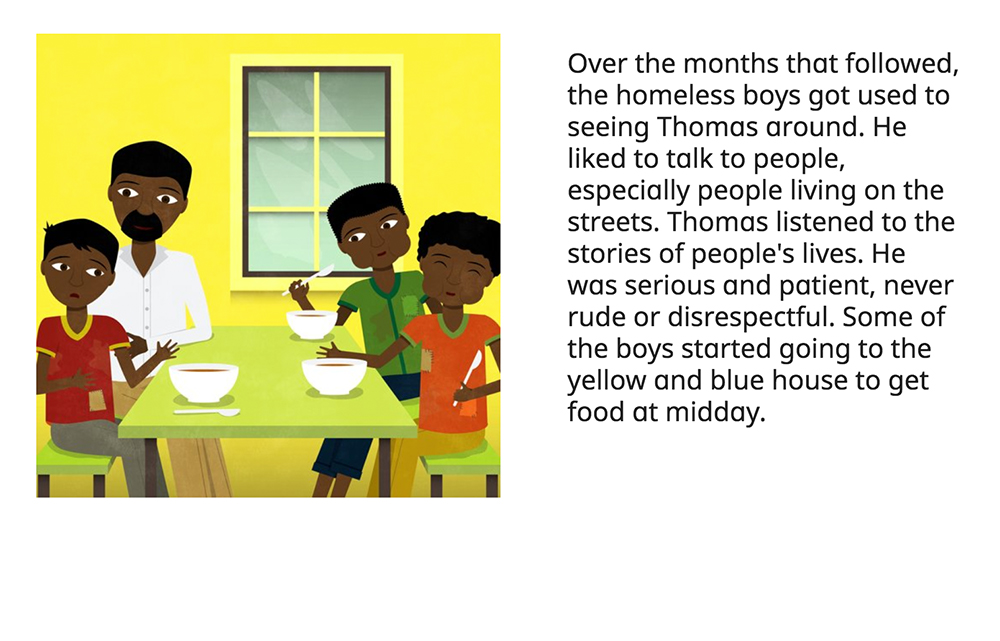 Over the months that followed,
the homeless boys got used to
seeing Thomas around. He
liked to talk to people,
especially people living on the
streets. Thomas listened to the
stories of people's lives. He
was serious and patient, never
rude or disrespectful. Some of
the boys started going to the
yellow and blue house to get
food at midday.